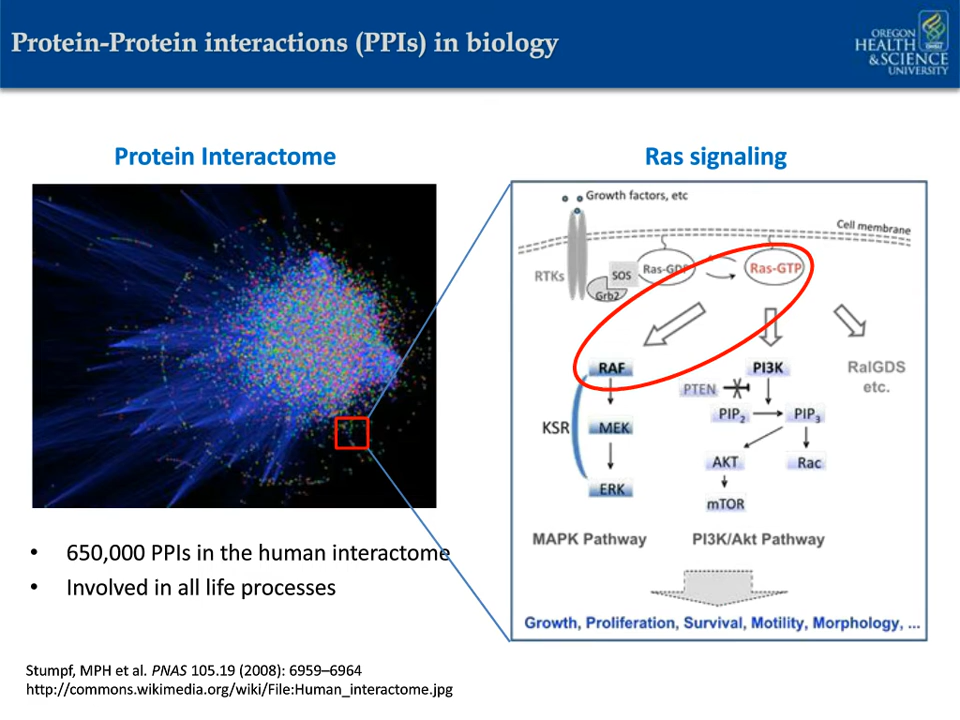 Protein-Protein interactions (PPIs) in biology
OREGON
HEALTH
& SCIENCE
UNIVERSITY
Protein Interactome
Ras signaling
Growth factors, etc
Cell membrane
RTKs
SOS
Grb2
Ras-GDP
Ras-GTP
RAF
PI3K
RalGDS
etc.
PTEN
KSR
MEK
PIP2
PIP3
AKT
Rac
ERK
mTOR
MAPK Pathway
PI3K/Akt Pathway
Growth, Proliferation, Survival, Motility, Morphology, ...
• 650,000 PPIs in the human interactome
• Involved in all life processes
Stumpf, MPH et al. PNAS 105.19 (2008): 6959–6964
http://commons.wikimedia.org/wiki/File:Human_interactome.jpg